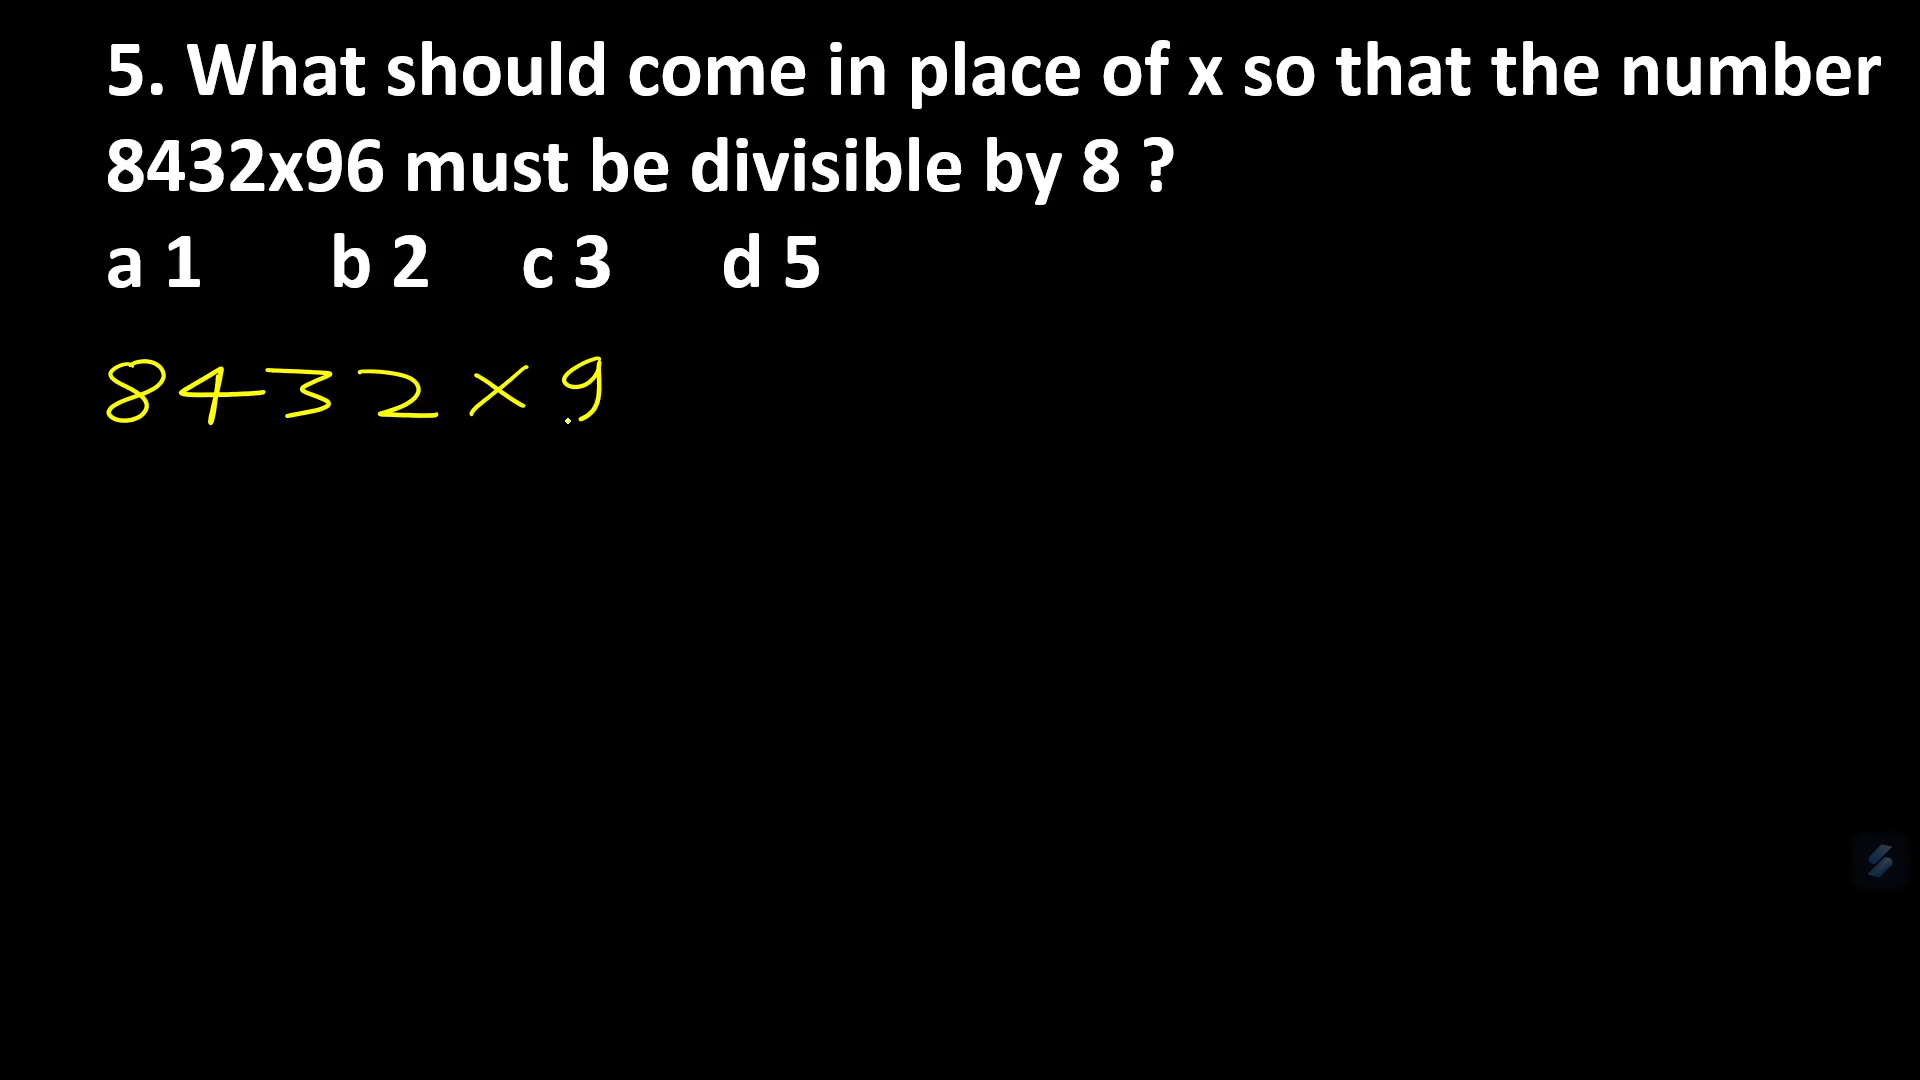 5. What should come in place of x so that the number
8432x96 must be divisible by 8 ?
a 1 b 2 c 3 d 5
8432x9